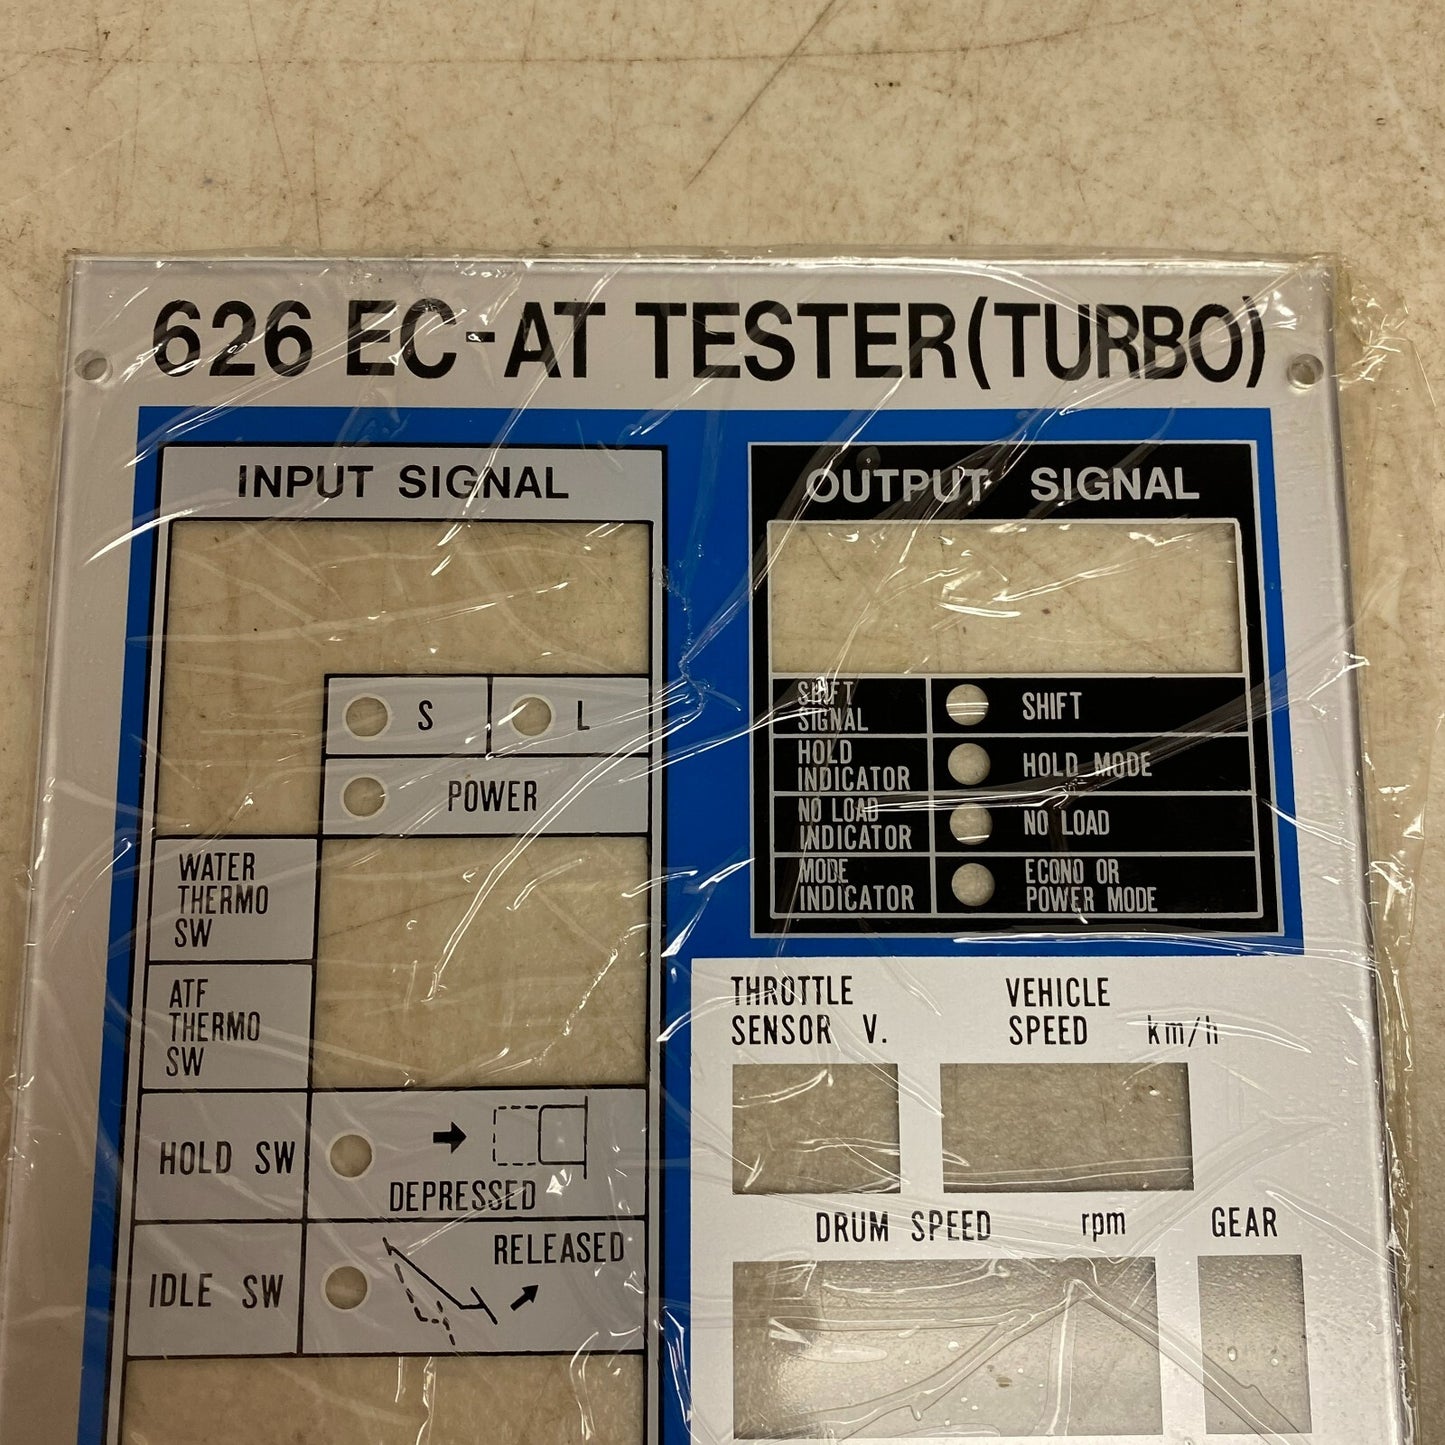 626 EC-AT TESTER(TURBO)
INPUT SIGNAL
S
L
POWER
WATER
THERMO
SW
ATF
THERMO
SW
HOLD SW
DEPRESSED
IDLE SW
RELEASED
OUTPUT SIGNAL
SHIFT
SIGNAL
SHIFT
HOLD
INDICATOR
HOLD MODE
NO LOAD
INDICATOR
NO LOAD
MODE
INDICATOR
ECONO OR
POWER MODE
THROTTLE
SENSOR V.
VEHICLE
SPEED km/h
DRUM SPEED rpm
GEAR